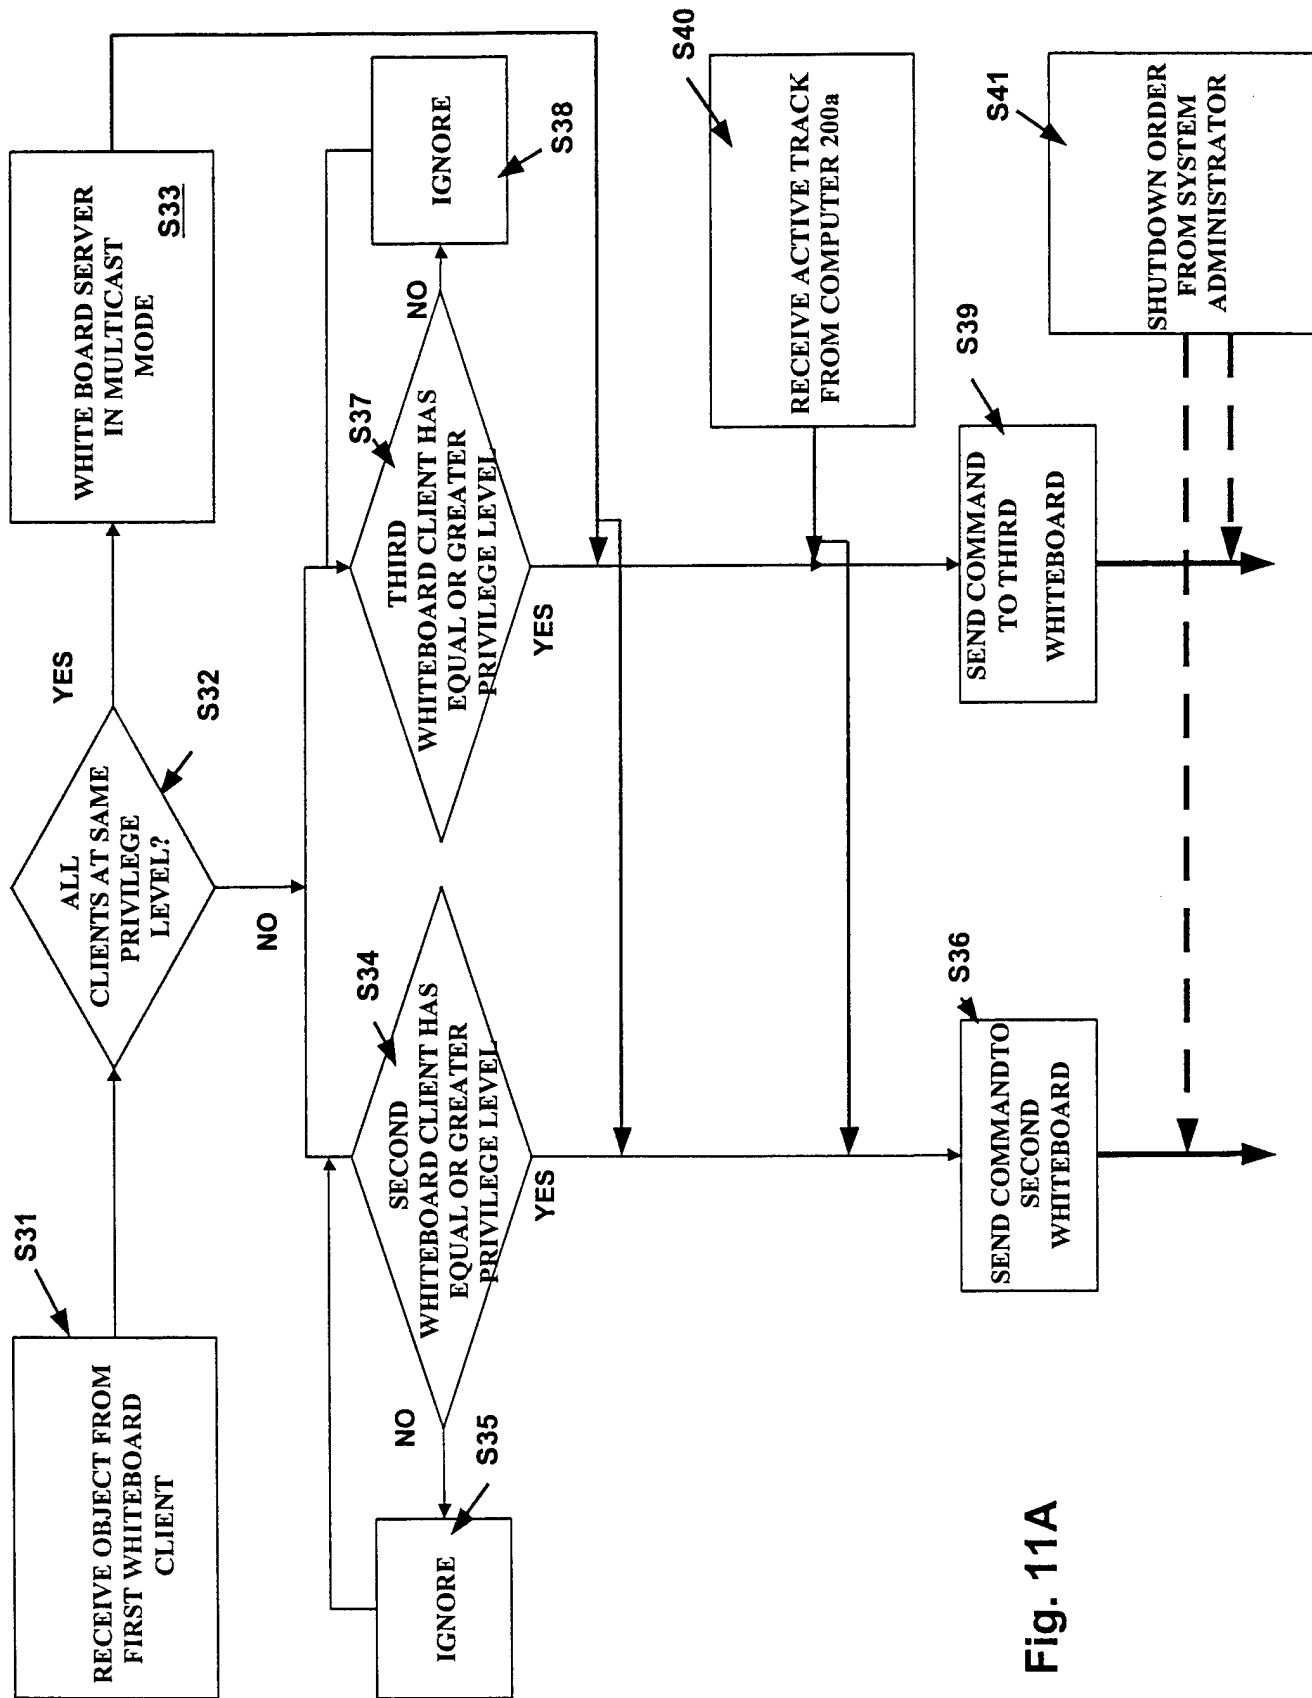 S31
RECEIVE OBJECT FROM
FIRST WHITEBOARD
CLIENT
ALL
CLIENTS AT SAME
PRIVILEGE
LEVEL?
S32
YES
NO
WHITE BOARD SERVER
IN MULTICAST
MODE
S33
S34
SECOND
WHITEBOARD CLIENT HAS
EQUAL OR GREATER
PRIVILEGE LEVEL
NO
YES
IGNORE
S35
S37
THIRD
WHITEBOARD CLIENT HAS
EQUAL OR GREATER
PRIVILEGE LEVEL
NO
YES
IGNORE
S38
S40
RECEIVE ACTIVE TRACK
FROM COMPUTER 200a
S36
SEND COMMANDTO
SECOND
WHITEBOARD
S39
SEND COMMAND
TO THIRD
WHITEBOARD
S41
SHUTDOWN ORDER
FROM SYSTEM
ADMINISTRATOR
Fig. 11A